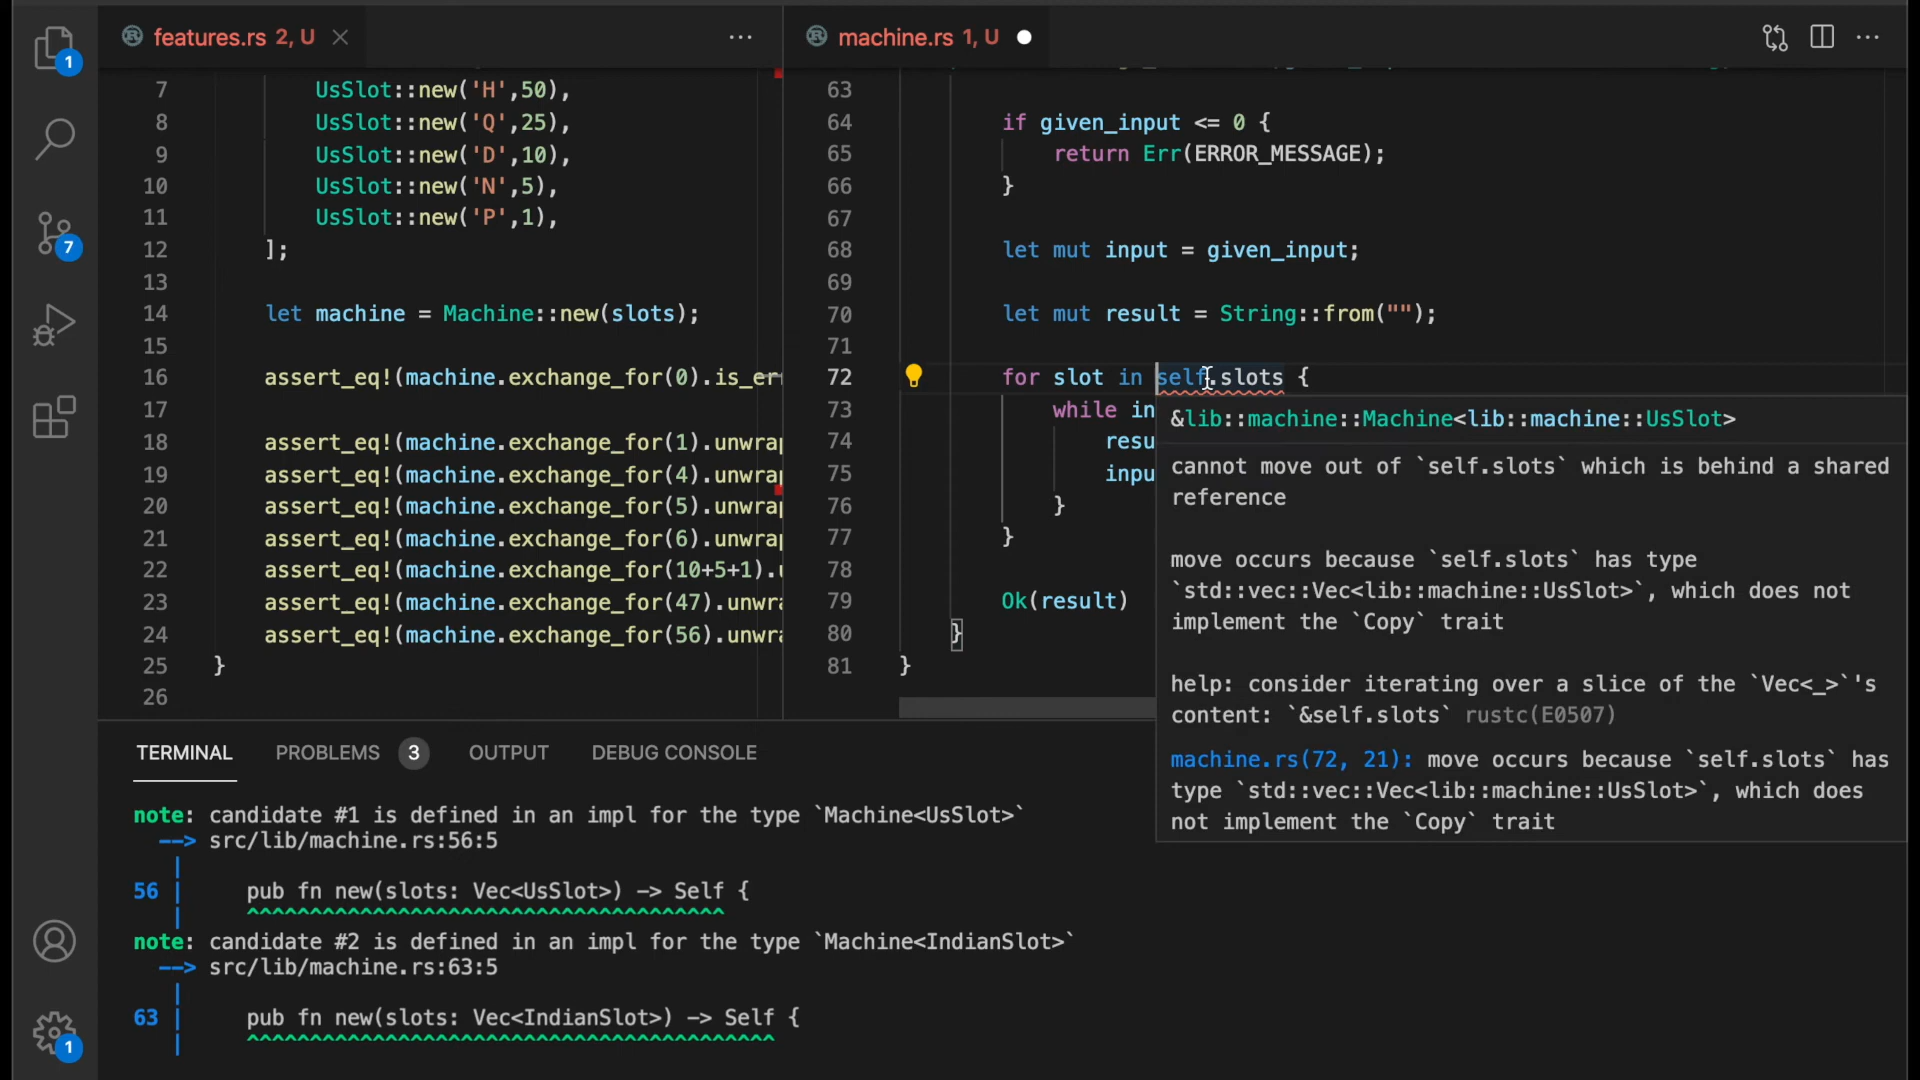 features.rs 2, U
machine.rs 1, U
1
7
1
7 UsSlot::new('H',50),
8 UsSlot::new('Q',25),
9 UsSlot::new('D',10),
10 UsSlot::new('N',5),
11 UsSlot::new('P',1),
12 ];
13
14 let machine = Machine::new(slots);
15
16 assert_eq!(machine.exchange_for(0).is_er
17
18 assert_eq!(machine.exchange_for(1).unwrap
19 assert_eq!(machine.exchange_for(4).unwrap
20 assert_eq!(machine.exchange_for(5).unwrap
21 assert_eq!(machine.exchange_for(6).unwrap
22 assert_eq!(machine.exchange_for(10+5+1).
23 assert_eq!(machine.exchange_for(47).unwra
24 assert_eq!(machine.exchange_for(56).unwra
25 }
26
63
64 if given_input <= 0 {
65 return Err(ERROR_MESSAGE);
66 }
67
68 let mut input = given_input;
69
70 let mut result = String::from("");
71
72 for slot in self.slots {
73 while in
74 resu
75 inpu
76 }
77 }
78
79 Ok(result)
80 }
81 }
&lib::machine::Machine<lib::machine::UsSlot>
cannot move out of `self.slots` which is behind a shared
reference
move occurs because `self.slots` has type
`std::vec::Vec<lib::machine::UsSlot>`, which does not
implement the `Copy` trait
help: consider iterating over a slice of the `Vec<_>`'s
content: `&self.slots` rustc(E0507)
machine.rs(72, 21): move occurs because `self.slots` has
type `std::vec::Vec<lib::machine::UsSlot>`, which does
not implement the `Copy` trait
TERMINAL PROBLEMS 3 OUTPUT DEBUG CONSOLE
note: candidate #1 is defined in an impl for the type `Machine<UsSlot>`
--> src/lib/machine.rs:56:5
|
56 | pub fn new(slots: Vec<UsSlot>) -> Self {
| ^^^^^^^^^^^^^^^^^^^^^^^^^^^^^^^^^^^^^^
note: candidate #2 is defined in an impl for the type `Machine<IndianSlot>`
--> src/lib/machine.rs:63:5
|
63 | pub fn new(slots: Vec<IndianSlot>) -> Self {
| ^^^^^^^^^^^^^^^^^^^^^^^^^^^^^^^^^^^^^^^^^^